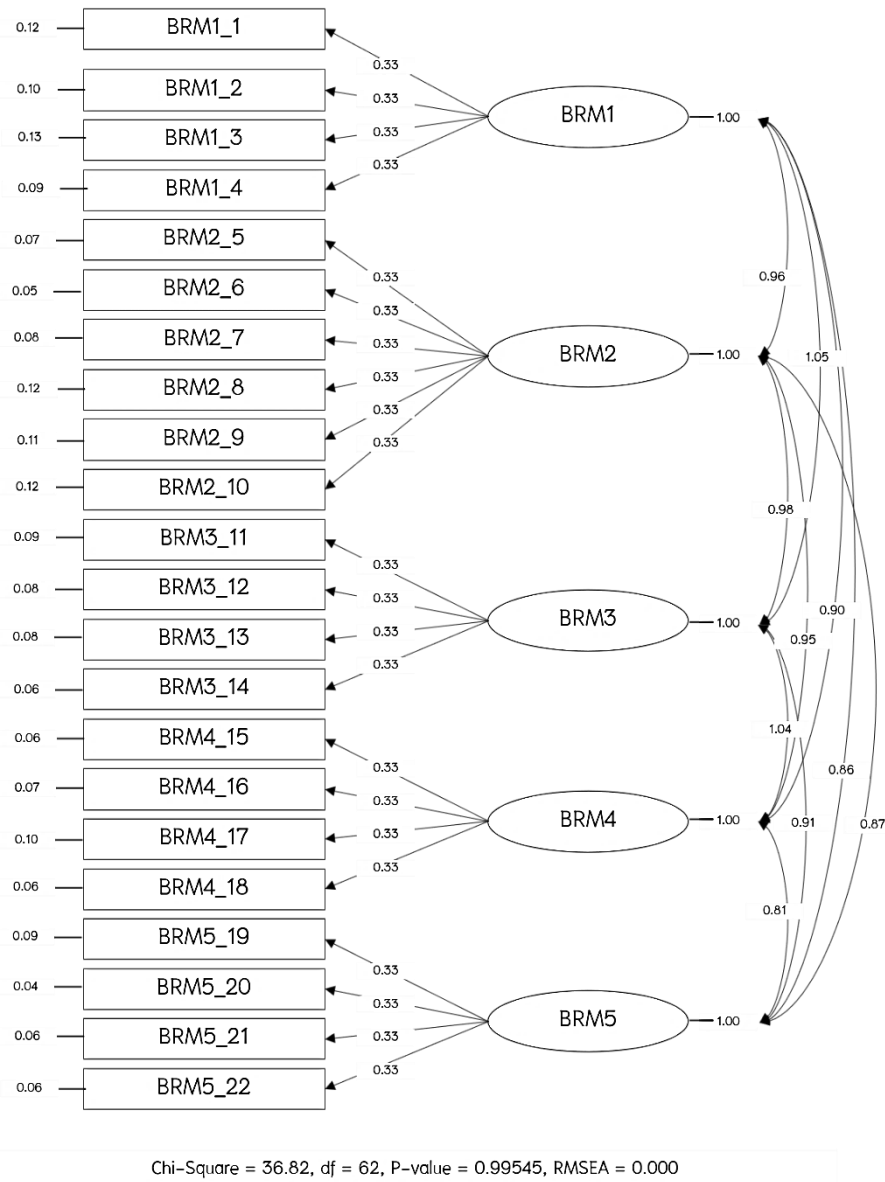 0.12 BRM1_1
0.33
0.10 BRM1_2
0.33
BRM1 1.00
0.13 BRM1_3
0.33
0.33
0.09 BRM1_4
0.07 BRM2_5
0.33
0.96
0.05 BRM2_6
0.33
0.08 BRM2_7
0.33
BRM2 1.00
1.05
0.33
0.12 BRM2_8
0.33
0.11 BRM2_9
0.33
0.12 BRM2_10
0.98
0.09 BRM3_11
0.33
0.08 BRM3_12
0.33
0.90
BRM3 1.00
0.08 BRM3_13
0.33
0.95
0.33
0.06 BRM3_14
1.04
0.06 BRM4_15
0.33
0.86
0.07 BRM4_16
0.33
BRM4 1.00
0.91
0.87
0.10 BRM4_17
0.33
0.33
0.06 BRM4_18
0.81
0.09 BRM5_19
0.33
0.04 BRM5_20
0.33
BRM5 1.00
0.06 BRM5_21
0.33
0.33
0.06 BRM5_22
Chi-Square = 36.82, df = 62, P-value = 0.99545, RMSEA = 0.000